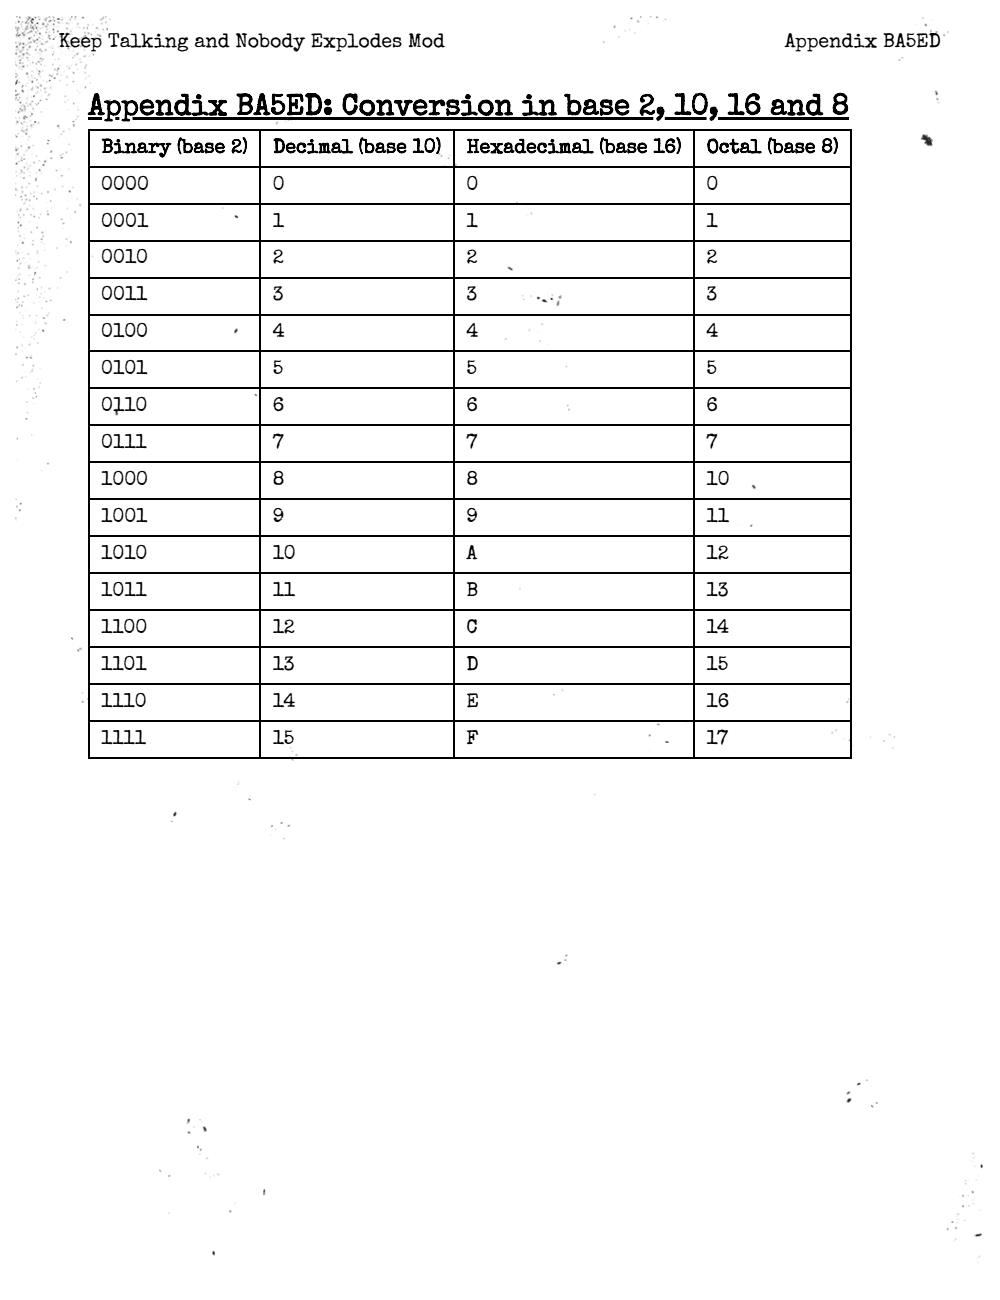 Keep Talking and Nobody Explodes Mod Appendix BA5ED
Appendix BA5ED: Conversion in base 2, 10, 16 and 8
Binary (base 2) Decimal (base 10) Hexadecimal (base 16) Octal (base 8)
0000 0 0 0
0001 1 1 1
0010 2 2 2
0011 3 3 3
0100 4 4 4
0101 5 5 5
0110 6 6 6
0111 7 7 7
1000 8 8 10
1001 9 9 11
1010 10 A 12
1011 11 B 13
1100 12 C 14
1101 13 D 15
1110 14 E 16
1111 15 F 17